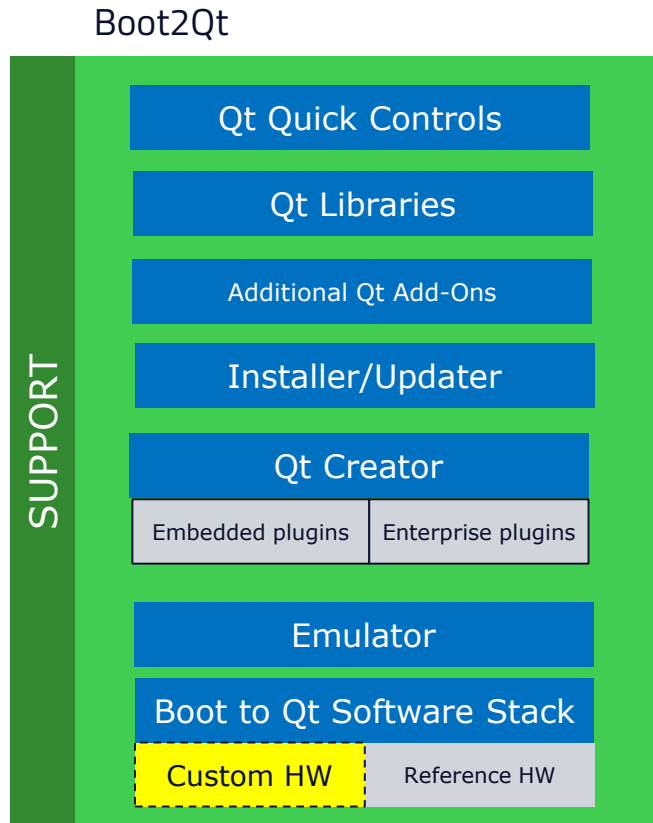 Boot2Qt
SUPPORT
Qt Quick Controls
Qt Libraries
Additional Qt Add-Ons
Installer/Updater
Qt Creator
Embedded plugins
Enterprise plugins
Emulator
Boot to Qt Software Stack
Custom HW
Reference HW